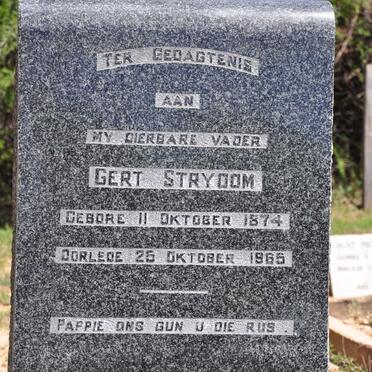 TER GEDAGTENIS
AAN
MY DIERBARE VADER
GERT STRYDOM
GEBORE 11 OKTOBER 1874
OORLEDE 25 OKTOBER 1965
PAPPIE ONS GUN U DIE RUS.